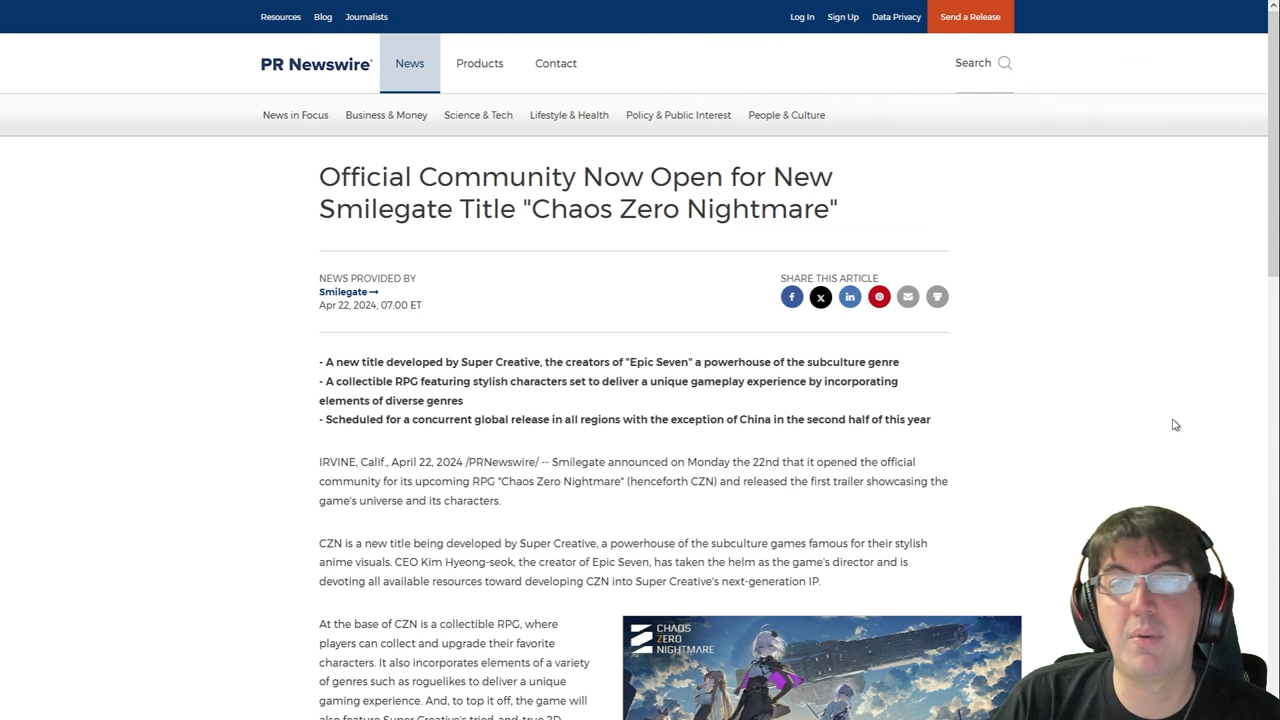 Resources Blog Journalists Log In Sign Up Data Privacy Send a Release
PR Newswire® News Products Contact Search
News in Focus Business & Money Science & Tech Lifestyle & Health Policy & Public Interest People & Culture
Official Community Now Open for New
Smilegate Title "Chaos Zero Nightmare"
NEWS PROVIDED BY
Smilegate
Apr 22, 2024, 07:00 ET
SHARE THIS ARTICLE
- A new title developed by Super Creative, the creators of "Epic Seven" a powerhouse of the subculture genre
- A collectible RPG featuring stylish characters set to deliver a unique gameplay experience by incorporating
elements of diverse genres
- Scheduled for a concurrent global release in all regions with the exception of China in the second half of this year
IRVINE, Calif., April 22, 2024 /PRNewswire/ -- Smilegate announced on Monday the 22nd that it opened the official
community for its upcoming RPG "Chaos Zero Nightmare" (henceforth CZN) and released the first trailer showcasing the
game's universe and its characters.
CZN is a new title being developed by Super Creative, a powerhouse of the subculture games famous for their stylish
anime visuals. CEO Kim Hyeong-seok, the creator of Epic Seven, has taken the helm as the game's director and is
devoting all available resources toward developing CZN into Super Creative's next-generation IP.
At the base of CZN is a collectible RPG, where
players can collect and upgrade their favorite
characters. It also incorporates elements of a variety
of genres such as roguelikes to deliver a unique
gaming experience. And, to top it off, the game will
also feature Super Creative's tried-and-true 2D
CHAOS
ZERO
NIGHTMARE